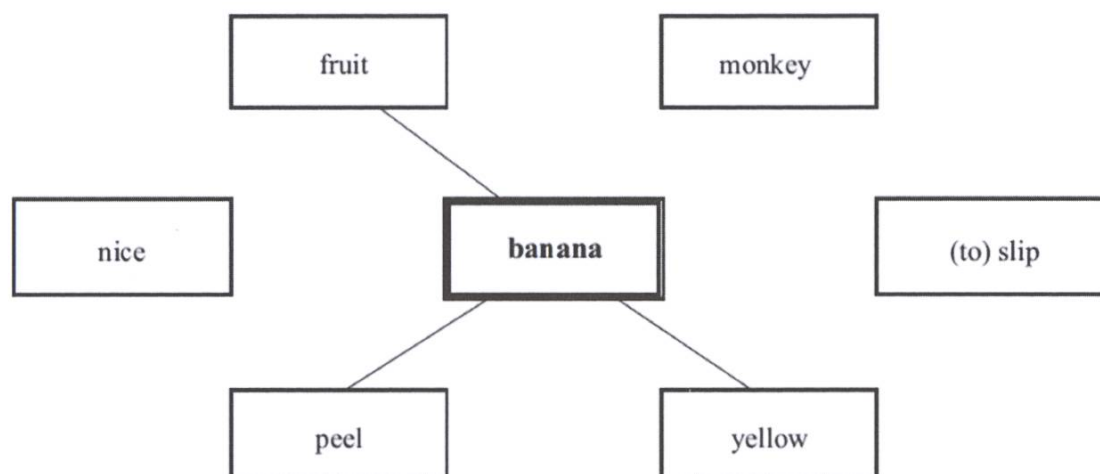 fruit
monkey
nice
banana
(to) slip
peel
yellow